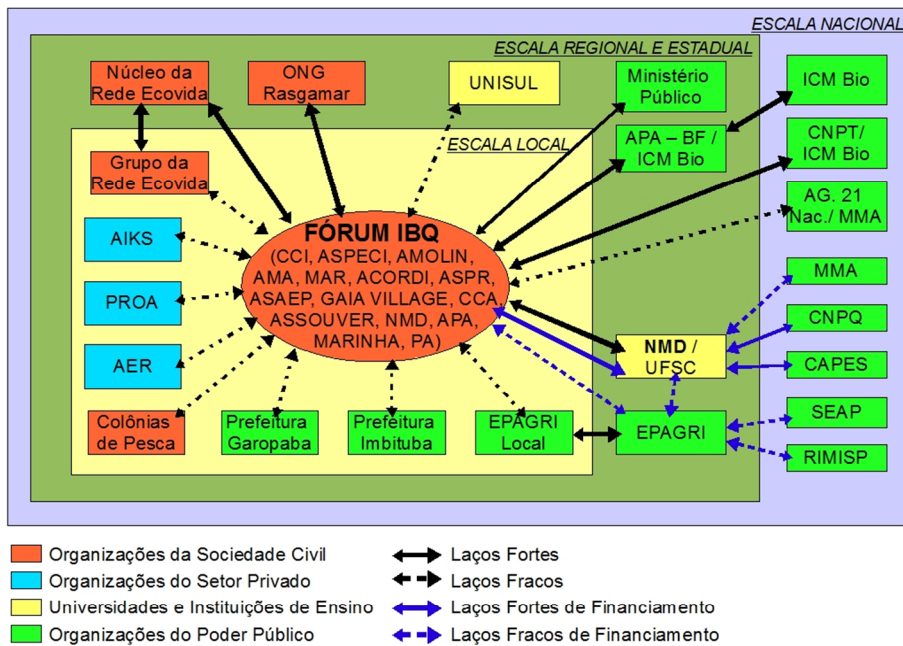 ESCALA NACIONAL
ESCALA REGIONAL E ESTADUAL
Núcleo da
Rede Ecovida
ONG
Rasgamar
UNISUL
Ministério
Público
ICM Bio
APA – BF /
ICM Bio
CNPT/
ICM Bio
ESCALA LOCAL
Grupo da
Rede Ecovida
AG. 21
Nac./ MMA
AIKS
FÓRUM IBQ
(CCI, ASPECI, AMOLIN,
AMA, MAR, ACORDI, ASPR,
ASAEP, GAIA VILLAGE, CCA,
ASSOUVER, NMD, APA,
MARINHA, PA)
MMA
PROA
CNPQ
NMD /
UFSC
AER
CAPES
Colônias
de Pesca
Prefeitura
Garopaba
Prefeitura
Imbituba
EPAGRI
Local
EPAGRI
SEAP
RIMISP
Organizações da Sociedade Civil
Organizações do Setor Privado
Universidades e Instituições de Ensino
Organizações do Poder Público
Laços Fortes
Laços Fracos
Laços Fortes de Financiamento
Laços Fracos de Financiamento